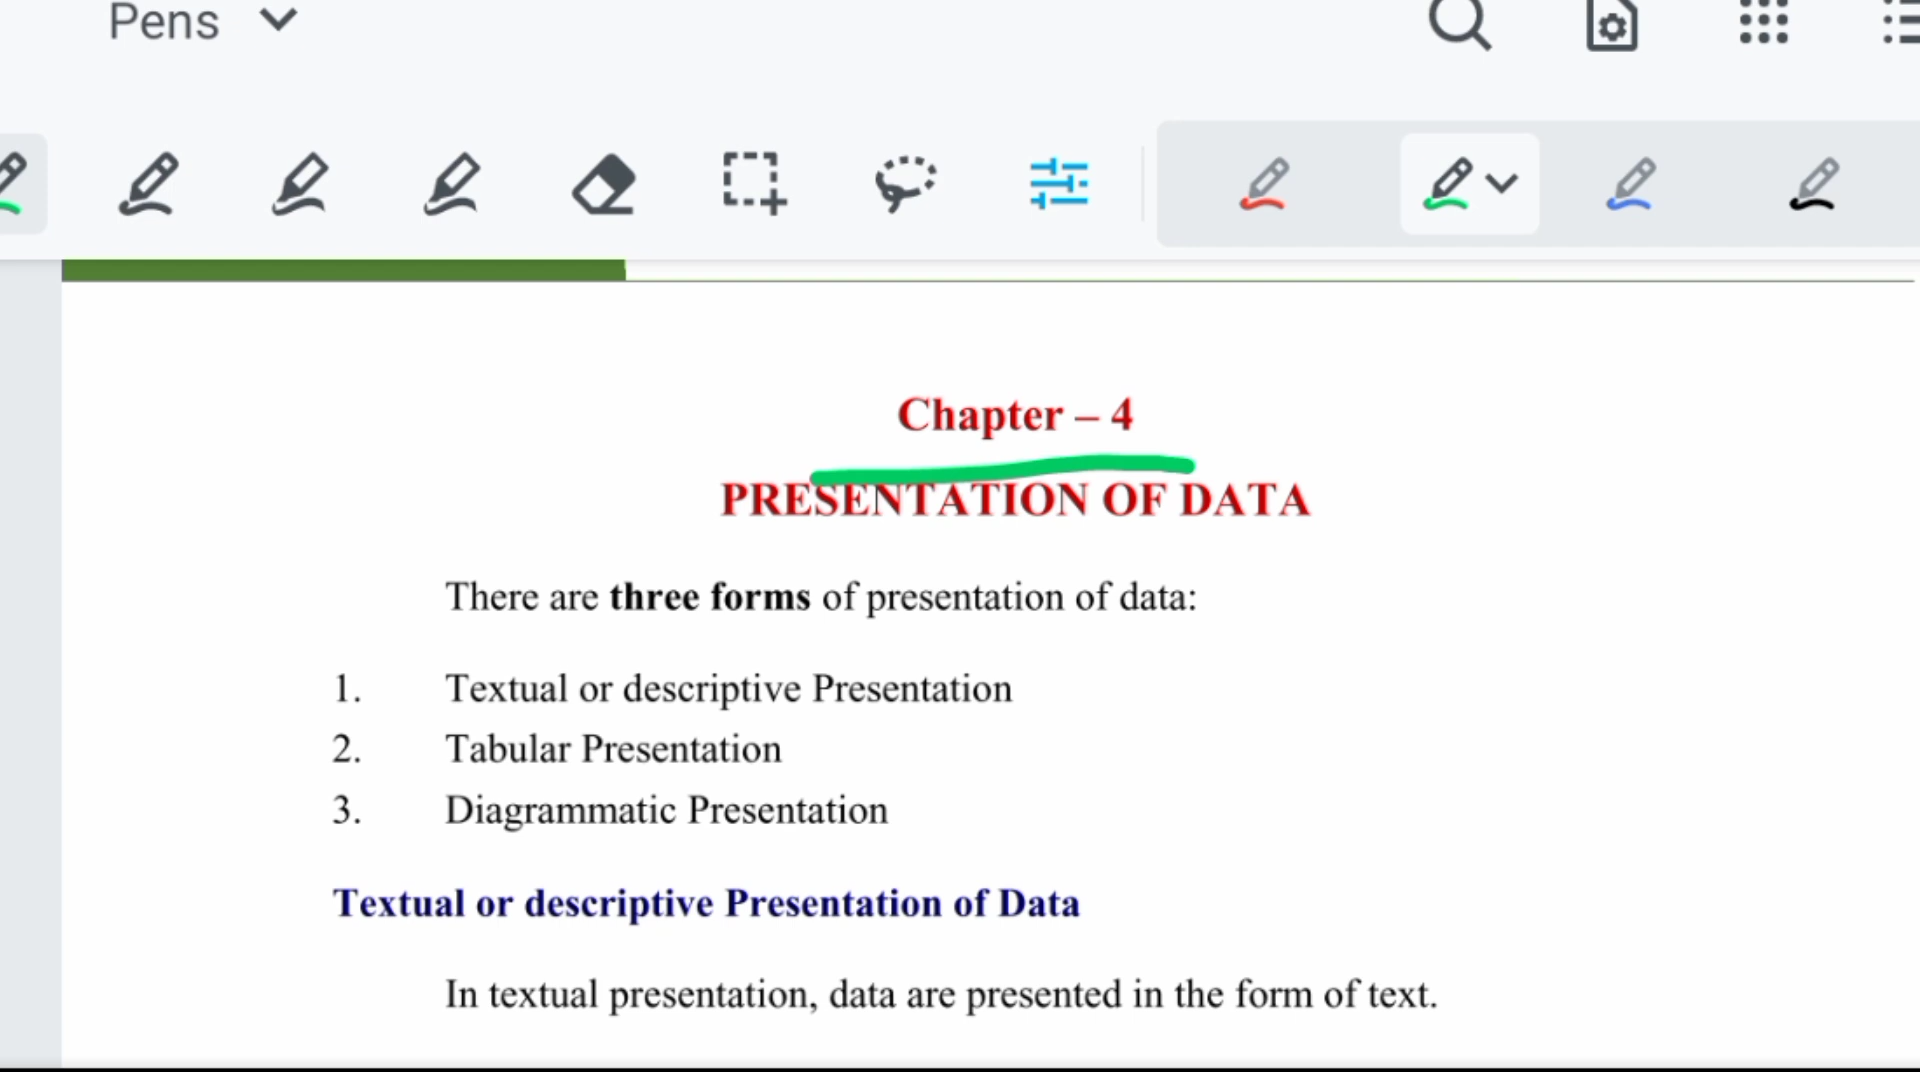 Pens
Chapter – 4
PRESENTATION OF DATA
There are three forms of presentation of data:
1. Textual or descriptive Presentation
2. Tabular Presentation
3. Diagrammatic Presentation
Textual or descriptive Presentation of Data
In textual presentation, data are presented in the form of text.